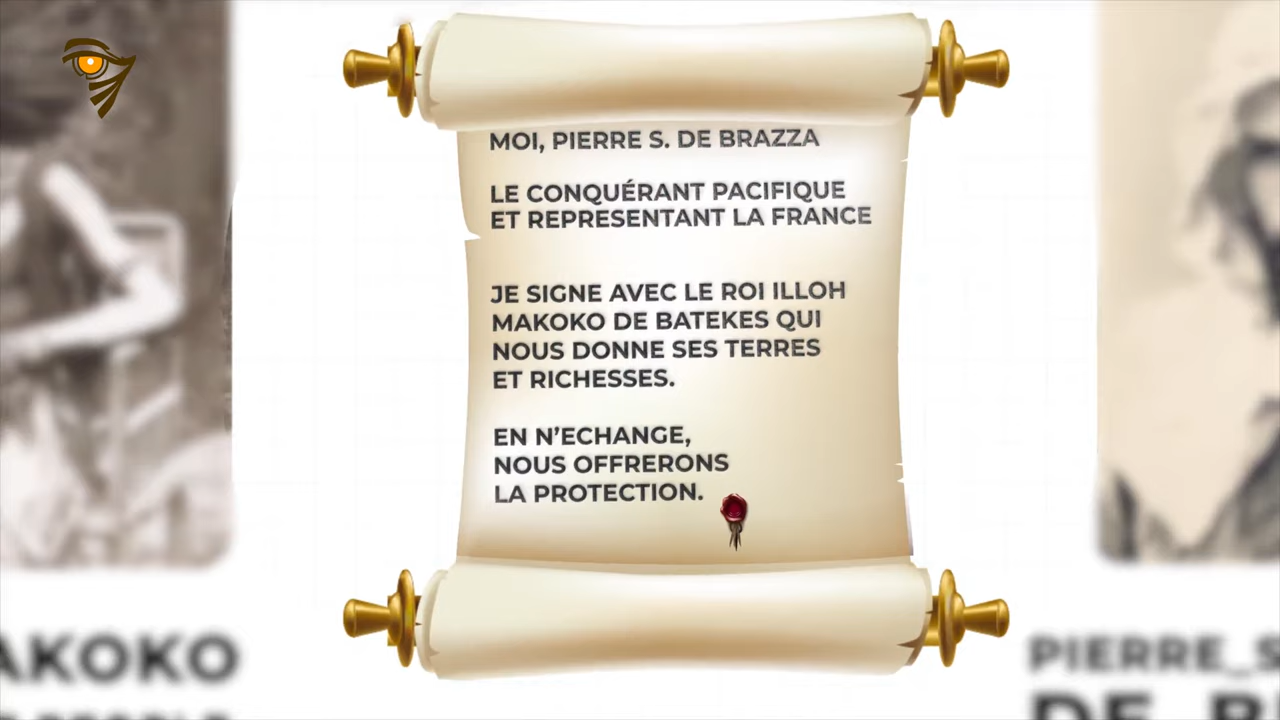 MOI, PIERRE S. DE BRAZZA
LE CONQUÉRANT PACIFIQUE
ET REPRESENTANT LA FRANCE
JE SIGNE AVEC LE ROI ILLOH
MAKOKO DE BATEKES QUI
NOUS DONNE SES TERRES
ET RICHESSES.
EN N’ECHANGE,
NOUS OFFRERONS
LA PROTECTION.
AKOKO
PIERRE_S
DE_B